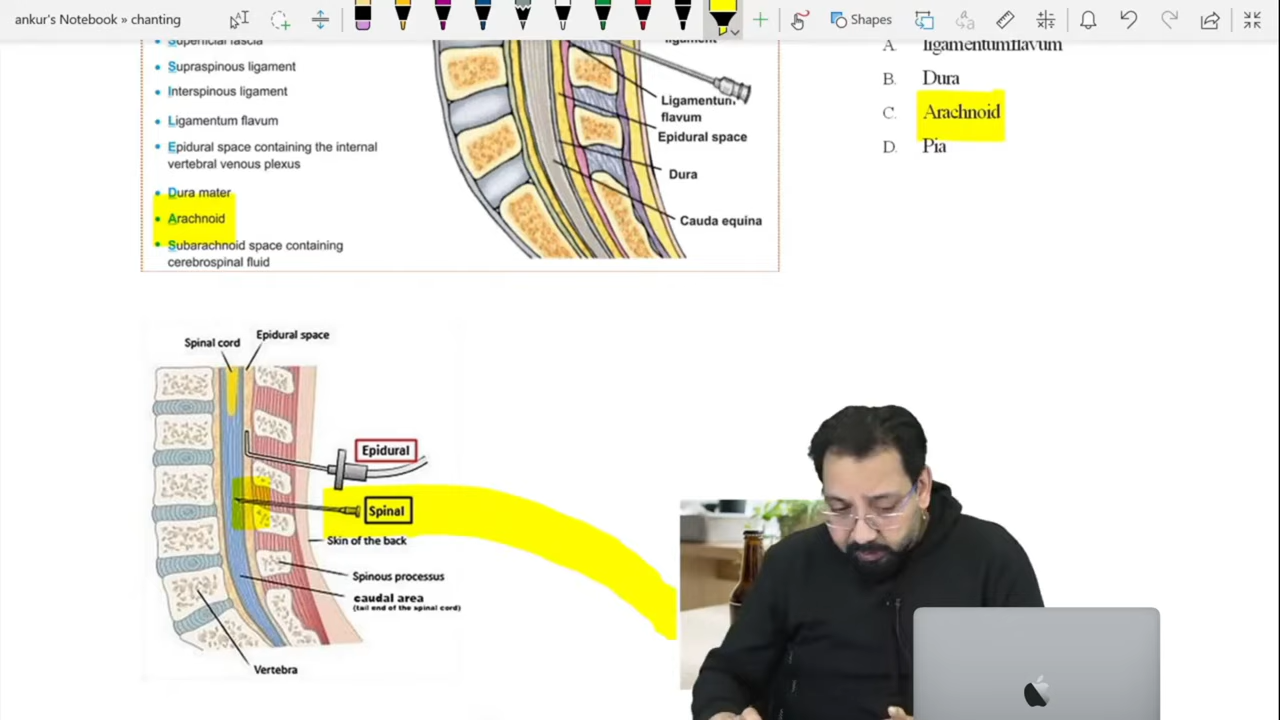 ankur's Notebook » chanting
Shapes
Superficial fascia
Supraspinous ligament
Interspinous ligament
Ligamentum flavum
Epidural space containing the internal
vertebral venous plexus
Dura mater
Arachnoid
Subarachnoid space containing
cerebrospinal fluid
ligament
Ligamentum
flavum
Epidural space
Dura
Cauda equina
A. ligamentumflavum
B. Dura
C. Arachnoid
D. Pia
Spinal cord
Epidural space
Epidural
Spinal
Skin of the back
Spinous processus
caudal area
(tail end of the spinal cord)
Vertebra